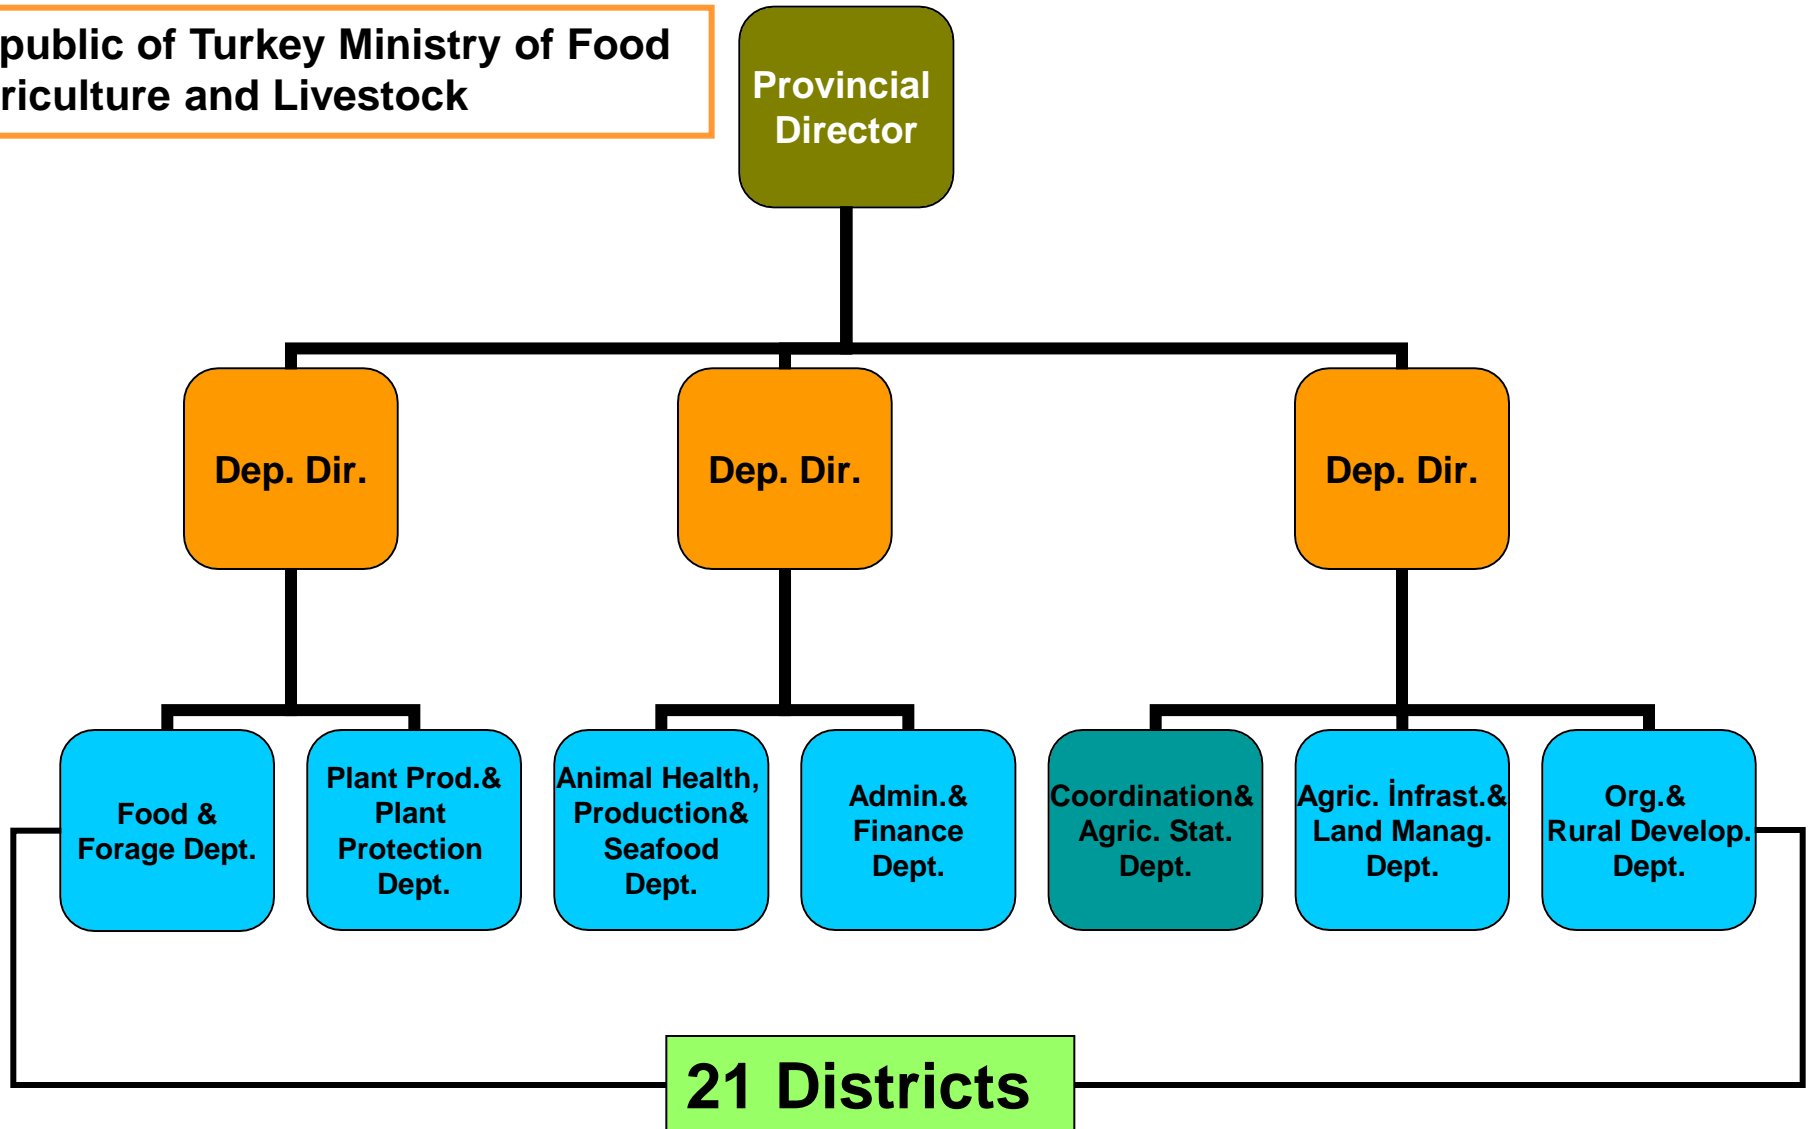 public of Turkey Ministry of Food
riculture and Livestock
Provincial
Director
Dep. Dir.
Dep. Dir.
Dep. Dir.
Food &
Forage Dept.
Plant Prod.&
Plant
Protection
Dept.
Animal Health,
Production&
Seafood
Dept.
Admin.&
Finance
Dept.
Coordination&
Agric. Stat.
Dept.
Agric. İnfrast.&
Land Manag.
Dept.
Org.&
Rural Develop.
Dept.
21 Districts